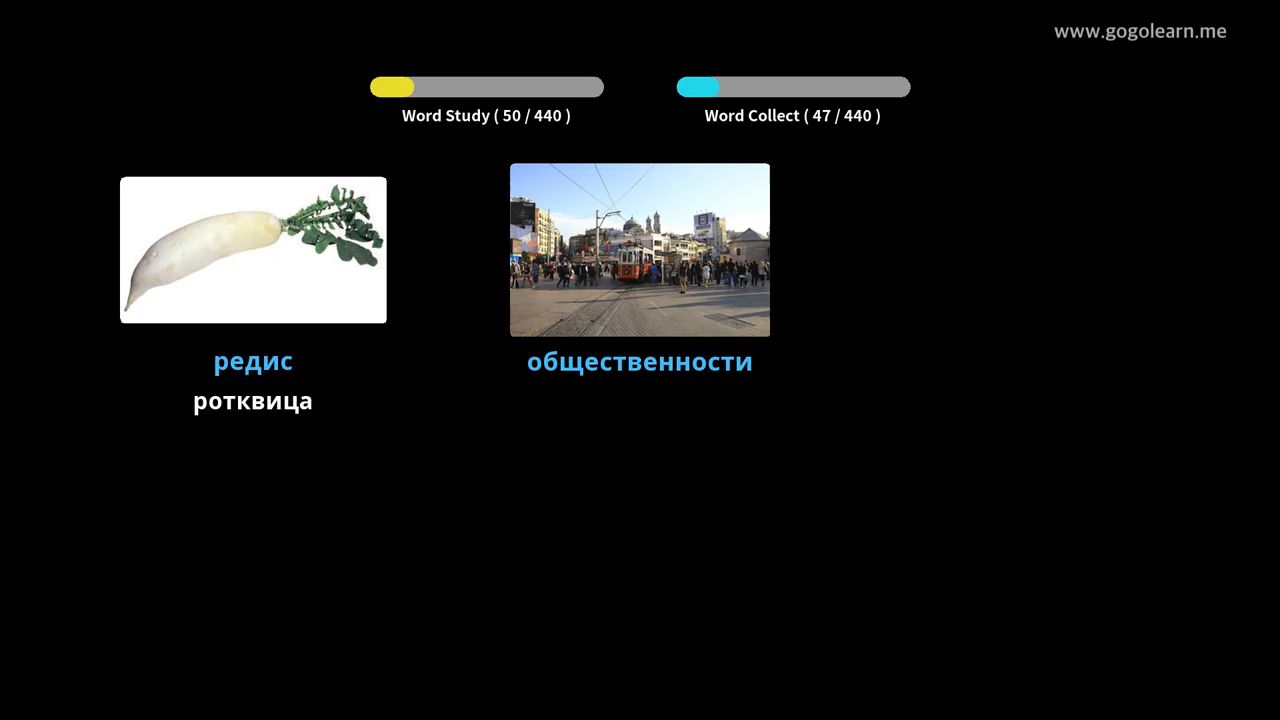 www.gogolearn.me
Word Study ( 50 / 440 )
Word Collect ( 47 / 440 )
редис
общественности
ротквица